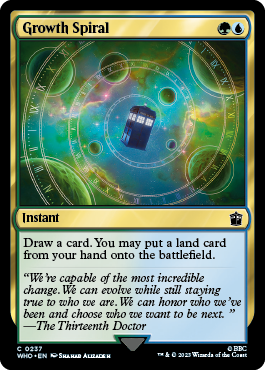 Growth Spiral
Instant
Draw a card. You may put a land card
from your hand onto the battlefield.
“We’re capable of the most incredible
change. We can evolve while still staying
true to who we are. We can honor who we’ve
been and choose who we want to be next. ”
—The Thirteenth Doctor
C 0237
WHO • EN Shahab Alizadeh
© BBC
™ & © 2023 Wizards of the Coast